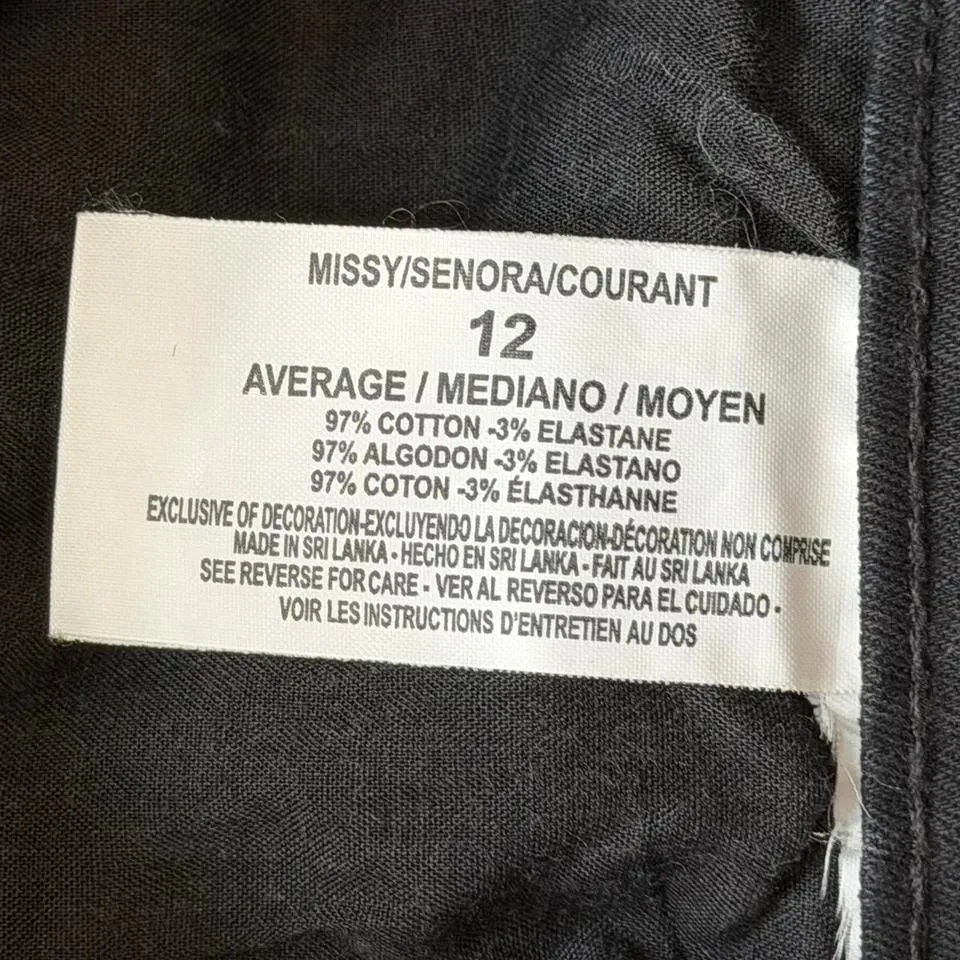 MISSY/SENORA/COURANT
12
AVERAGE / MEDIANO / MOYEN
97% COTTON -3% ELASTANE
97% ALGODON -3% ELASTANO
97% COTON -3% ÉLASTHANNE
EXCLUSIVE OF DECORATION-EXCLUYENDO LA DECORACION-DÉCORATION NON COMPRISE
MADE IN SRI LANKA - HECHO EN SRI LANKA - FAIT AU SRI LANKA
SEE REVERSE FOR CARE - VER AL REVERSO PARA EL CUIDADO -
VOIR LES INSTRUCTIONS D'ENTRETIEN AU DOS